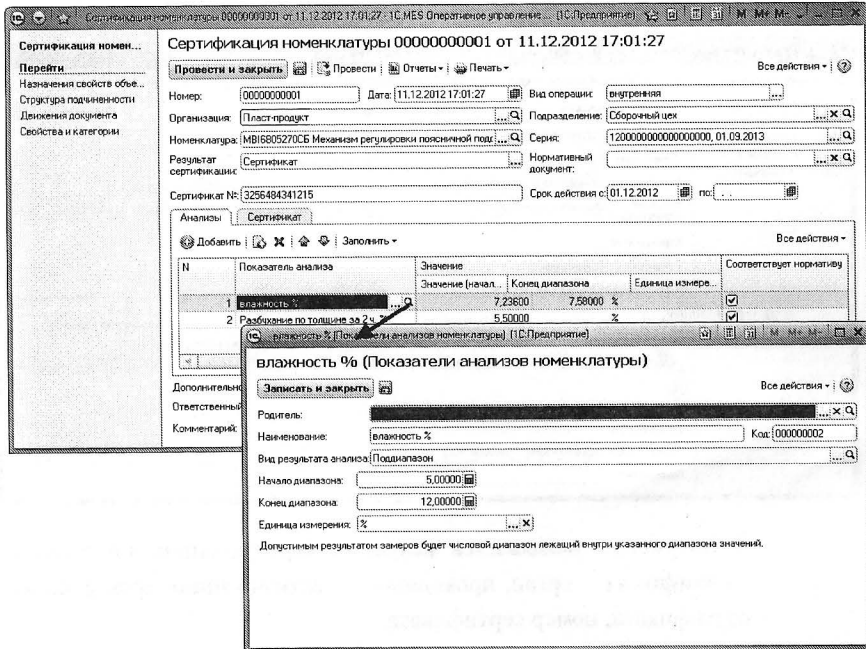 Сертификация номенклатуры 00000000001 от 11.12.2012 17:01:27 - 1С:MES Оперативное управление ... (1С:Предприятие) M M+ M-
Сертификация номен...
Перейти
Назначения свойств объе...
Структура подчиненности
Движения документа
Свойства и категории
Сертификация номенклатуры 00000000001 от 11.12.2012 17:01:27
Провести и закрыть Провести Отчеты Печать Все действия
Номер: 00000000001 Дата: 11.12.2012 17:01:27 Вид операции: внутренняя
Организация: Пласт-продукт Подразделение: Сборочный цех
Номенклатура: МВI6805270СБ Механизм регулировки поясничной подд Серия: 1200000000000000000, 01.09.2013
Результат сертификации: Сертификат Нормативный документ:
Сертификат №: 3256484341215 Срок действия с: 01.12.2012 по: . .
Анализы Сертификат
Добавить Заполнить Все действия
N Показатель анализа Значение Соответствует нормативу
Значение (начал... Конец диапазона Единица измере...
1 влажность % 7,23600 7,58000 %
2 Разбухание по толщине за 2 ч, % 5,50000 %
Дополнительно
Ответственный
Комментарий:
влажность % (Показатели анализов номенклатуры) (1С:Предприятие) M M+ M-
влажность % (Показатели анализов номенклатуры)
Записать и закрыть Все действия
Родитель:
Наименование: влажность % Код: 000000002
Вид результата анализа: Поддиапазон
Начало диапазона: 5,00000
Конец диапазона: 12,00000
Единица измерения: %
Допустимым результатом замеров будет числовой диапазон лежащий внутри указанного диапазона значений.